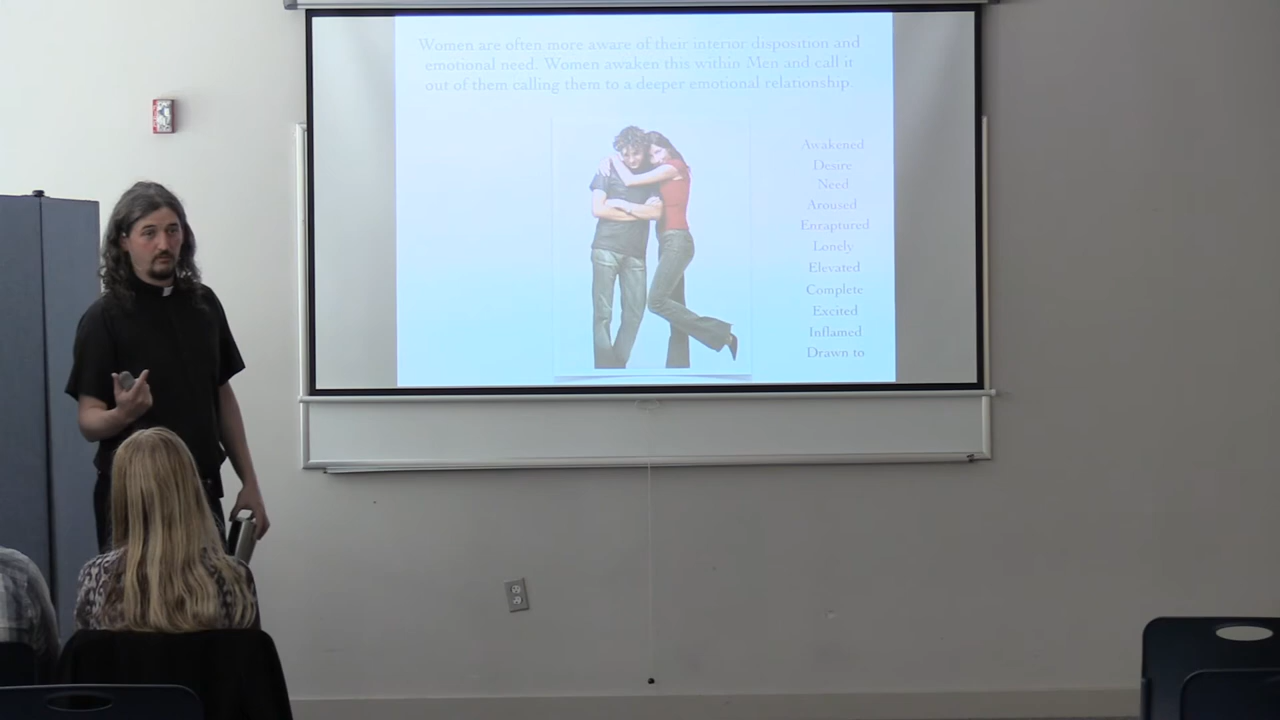 Women are often more aware of their interior disposition and
emotional need. Women awaken this within Men and call it
out of them calling them to a deeper emotional relationship.
Awakened
Desire
Need
Aroused
Enraptured
Lonely
Elevated
Complete
Excited
Inflamed
Drawn to